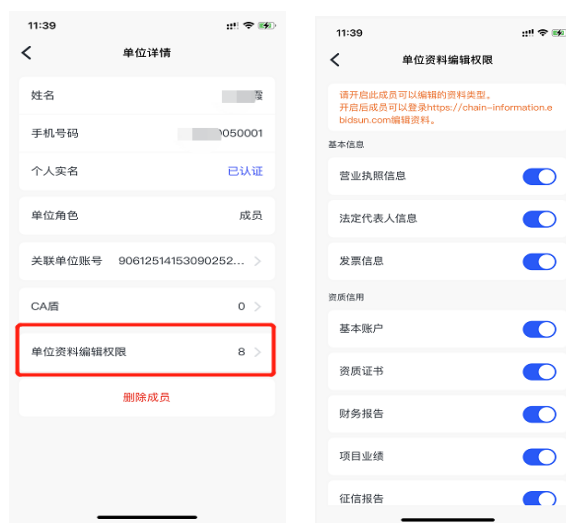 11:39
单位详情
姓名
霞
手机号码
050001
个人实名
已认证
单位角色
成员
关联单位账号
90612514153090252...
CA盾
0
单位资料编辑权限
8
删除成员
11:39
单位资料编辑权限
请开启此成员可以编辑的资料类型。
开启后成员可以登录https://chain-information.e
bidsun.com编辑资料。
基本信息
营业执照信息
法定代表人信息
发票信息
资质信用
基本账户
资质证书
财务报告
项目业绩
征信报告